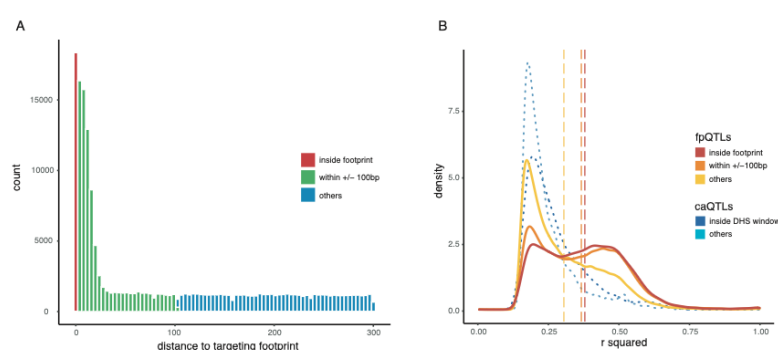 A
count
15000
10000
5000
0
0
100
200
300
distance to targeting footprint
inside footprint
within +/− 100bp
others
B
density
7.5
5.0
2.5
0.0
0.00
0.25
0.50
0.75
1.00
r squared
fpQTLs
inside footprint
within +/−100bp
others
caQTLs
inside DHS window
others